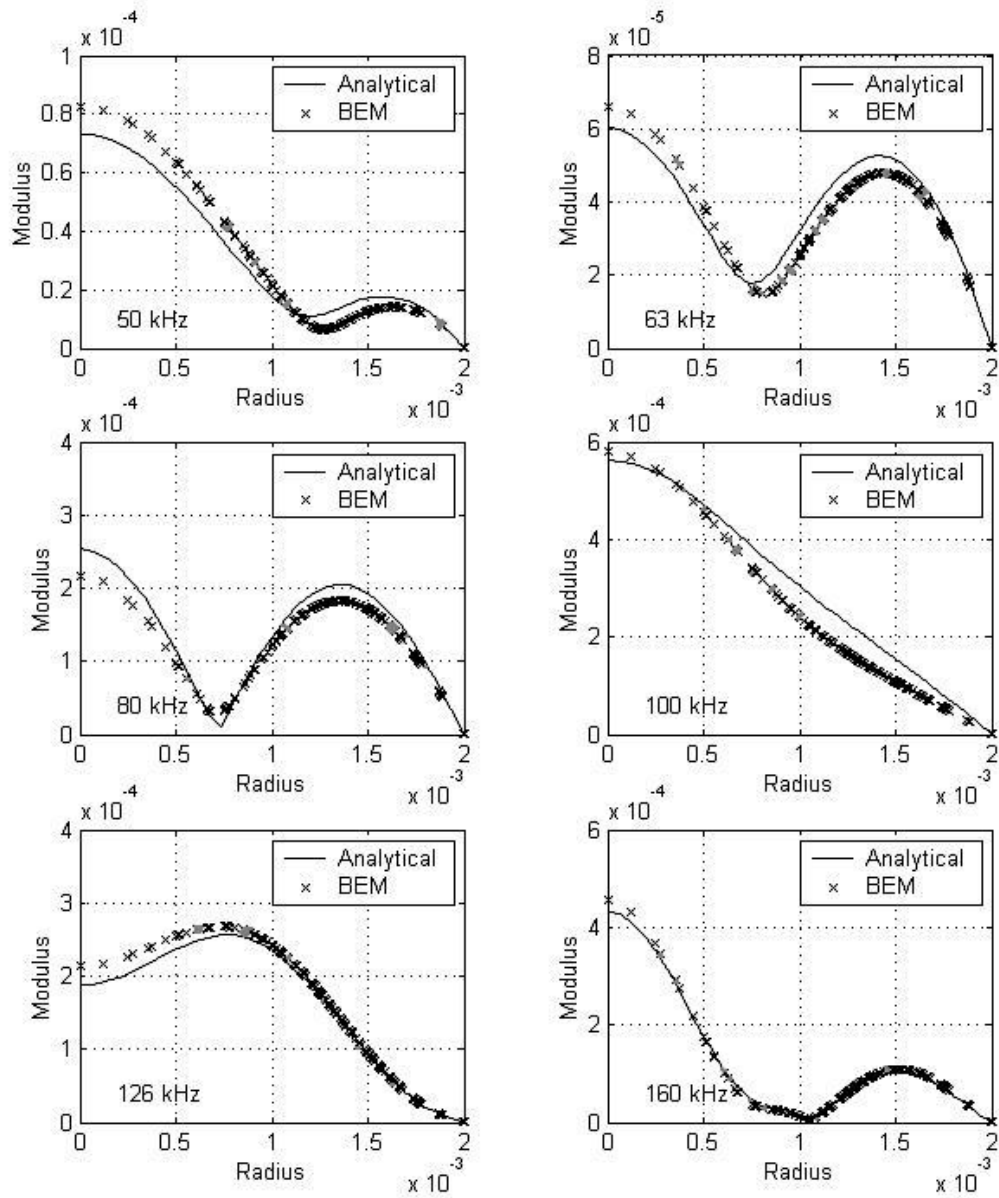 x 10^-4
1
0.8
0.6
0.4
0.2
0
Modulus
Analytical
BEM
50 kHz
0 0.5 1 1.5 2
Radius
x 10^-3
x 10^-5
8
6
4
2
0
Modulus
Analytical
BEM
63 kHz
0 0.5 1 1.5 2
Radius
x 10^-3
x 10^-4
4
3
2
1
0
Modulus
Analytical
BEM
80 kHz
0 0.5 1 1.5 2
Radius
x 10^-3
x 10^-4
6
4
2
0
Modulus
Analytical
BEM
100 kHz
0 0.5 1 1.5 2
Radius
x 10^-3
x 10^-4
4
3
2
1
0
Modulus
Analytical
BEM
126 kHz
0 0.5 1 1.5 2
Radius
x 10^-3
x 10^-4
6
4
2
0
Modulus
Analytical
BEM
160 kHz
0 0.5 1 1.5 2
Radius
x 10^-3